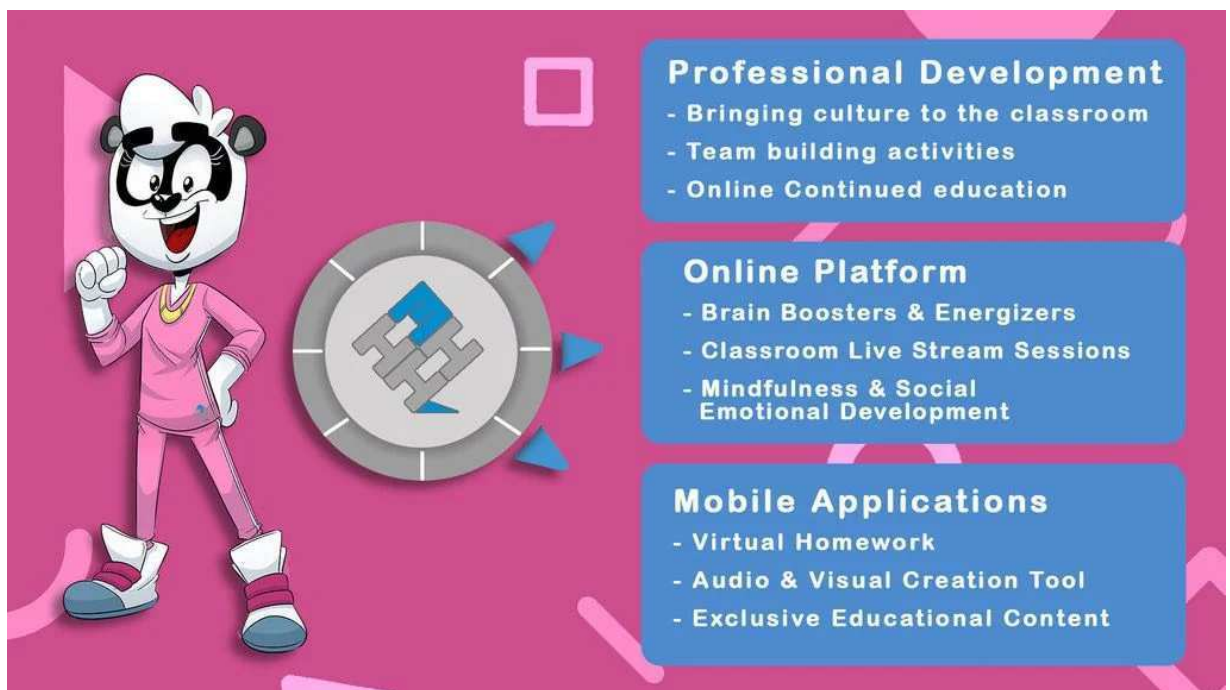 Professional Development
- Bringing culture to the classroom
- Team building activities
- Online Continued education
Online Platform
- Brain Boosters & Energizers
- Classroom Live Stream Sessions
- Mindfulness & Social
Emotional Development
Mobile Applications
- Virtual Homework
- Audio & Visual Creation Tool
- Exclusive Educational Content